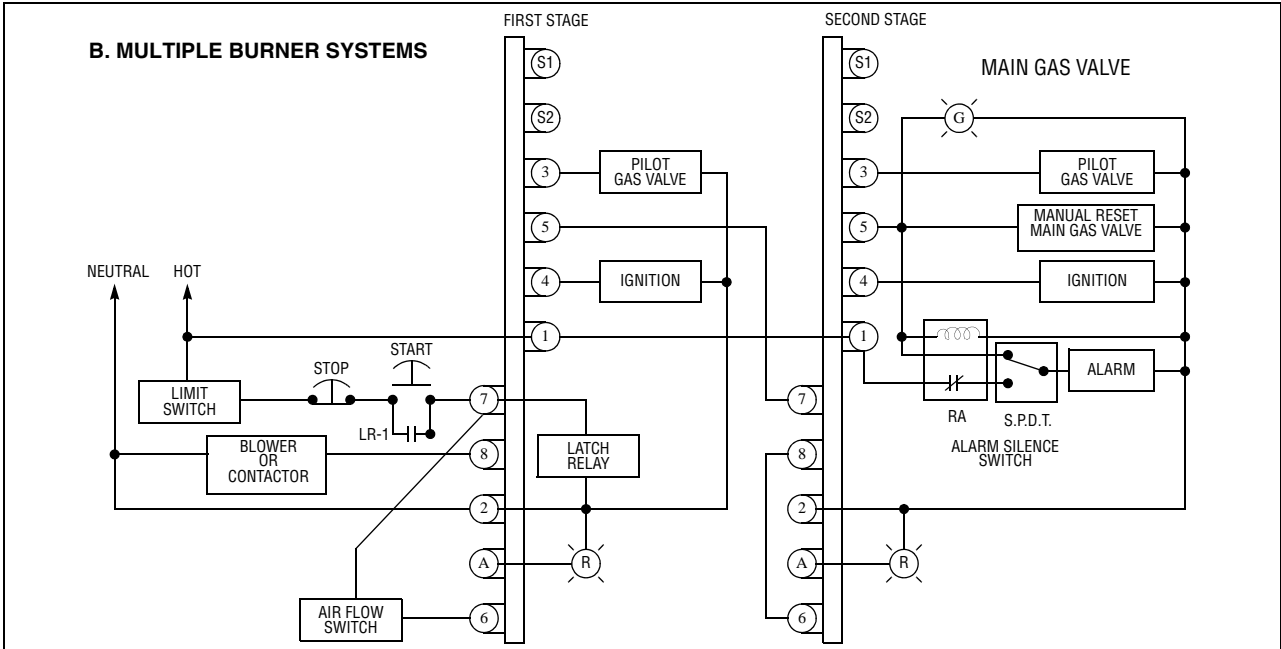 FIRST STAGE
SECOND STAGE
B. MULTIPLE BURNER SYSTEMS
MAIN GAS VALVE
S1
S2
3
PILOT
GAS VALVE
5
4
IGNITION
1
NEUTRAL
HOT
LIMIT
SWITCH
STOP
START
LR-1
7
BLOWER
OR
CONTACTOR
8
LATCH
RELAY
2
A
R
AIR FLOW
SWITCH
6
S1
S2
G
3
PILOT
GAS VALVE
5
MANUAL RESET
MAIN GAS VALVE
4
IGNITION
1
ALARM
RA
S.P.D.T.
ALARM SILENCE
SWITCH
7
8
2
A
R
6